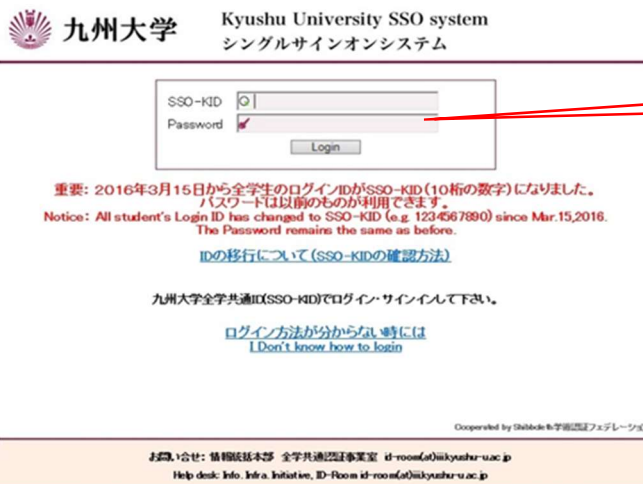 九州大学
Kyushu University SSO system
シングルサインオンシステム
SSO-KID
Password
Login
重要: 2016年3月15日から全学生のログインIDがSSO-KID(10桁の数字)になりました。
パスワードは以前のものが利用できます。
Notice: All student's Login ID has changed to SSO-KID (e.g. 1234567890) since Mar.15,2016.
The Password remains the same as before.
IDの移行について(SSO-KIDの確認方法)
九州大学全学共通ID(SSO-KID)でログイン・サインインして下さい。
ログイン方法が分からない時には
I Don't know how to login
Cooperated by Shibboleth学術認証フェデレーショ
お問い合せ: 情報統括本部 全学共通認証事業室 id-room(at)iii.kyushu-u.ac.jp
Help desk: Info. Infra. Initiative, ID-Room id-room(at)iii.kyushu-u.ac.jp